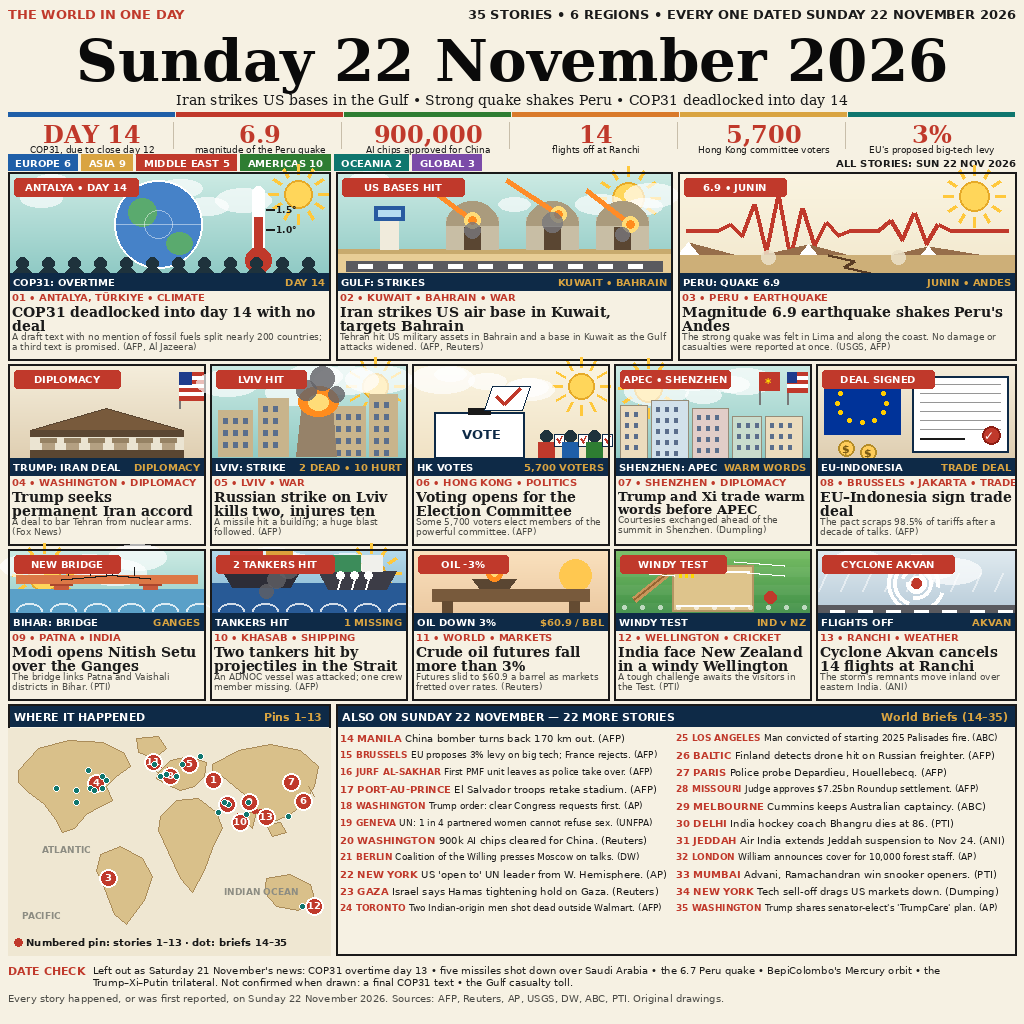 THE WORLD IN ONE DAY
35 STORIES • 6 REGIONS • EVERY ONE DATED SUNDAY 22 NOVEMBER 2026
Sunday 22 November 2026
Iran strikes US bases in the Gulf • Strong quake shakes Peru • COP31 deadlocked into day 14
DAY 14
COP31, due to close day 12
6.9
magnitude of the Peru quake
900,000
AI chips approved for China
14
flights off at Ranchi
5,700
Hong Kong committee voters
3%
EU's proposed big-tech levy
EUROPE 6
ASIA 9
MIDDLE EAST 5
AMERICAS 10
OCEANIA 2
GLOBAL 3
ALL STORIES: SUN 22 NOV 2026
ANTALYA • DAY 14
1.5°
1.0°
COP31: OVERTIME
DAY 14
01 • ANTALYA, TÜRKIYE • CLIMATE
COP31 deadlocked into day 14 with no
deal
A draft text with no mention of fossil fuels split nearly 200 countries;
a third text is promised. (AFP, Al Jazeera)
US BASES HIT
GULF: STRIKES
KUWAIT • BAHRAIN
02 • KUWAIT • BAHRAIN • WAR
Iran strikes US air base in Kuwait,
targets Bahrain
Tehran hit US military assets in Bahrain and a base in Kuwait as the Gulf
attacks widened. (AFP, Reuters)
6.9 • JUNIN
PERU: QUAKE 6.9
JUNIN • ANDES
03 • PERU • EARTHQUAKE
Magnitude 6.9 earthquake shakes Peru's
Andes
The strong quake was felt in Lima and along the coast. No damage or
casualties were reported at once. (USGS, AFP)
DIPLOMACY
TRUMP: IRAN DEAL
DIPLOMACY
04 • WASHINGTON • DIPLOMACY
Trump seeks
permanent Iran accord
A deal to bar Tehran from nuclear arms.
(Fox News)
LVIV HIT
LVIV: STRIKE
2 DEAD • 10 HURT
05 • LVIV • WAR
Russian strike on Lviv
kills two, injures ten
A missile hit a building; a huge blast
followed. (AFP)
VOTE
HK VOTES
5,700 VOTERS
06 • HONG KONG • POLITICS
Voting opens for the
Election Committee
Some 5,700 voters elect members of the
powerful committee. (AFP)
APEC • SHENZHEN
SHENZHEN: APEC
WARM WORDS
07 • SHENZHEN • DIPLOMACY
Trump and Xi trade warm
words before APEC
Courtesies exchanged ahead of the
summit in Shenzhen. (Dumpling)
DEAL SIGNED
$
$
EU-INDONESIA
TRADE DEAL
08 • BRUSSELS • JAKARTA • TRADE
EU–Indonesia sign trade
deal
The pact scraps 98.5% of tariffs after a
decade of talks. (AFP)
NEW BRIDGE
BIHAR: BRIDGE
GANGES
09 • PATNA • INDIA
Modi opens Nitish Setu
over the Ganges
The bridge links Patna and Vaishali
districts in Bihar. (PTI)
2 TANKERS HIT
TANKERS HIT
1 MISSING
10 • KHASAB • SHIPPING
Two tankers hit by
projectiles in the Strait
An ADNOC vessel was attacked; one crew
member missing. (AFP)
OIL -3%
OIL DOWN 3%
$60.9 / BBL
11 • WORLD • MARKETS
Crude oil futures fall
more than 3%
Futures slid to $60.9 a barrel as markets
fretted over rates. (Reuters)
WINDY TEST
WINDY TEST
IND v NZ
12 • WELLINGTON • CRICKET
India face New Zealand
in a windy Wellington
A tough challenge awaits the visitors in
the Test. (PTI)
CYCLONE AKVAN
FLIGHTS OFF
AKVAN
13 • RANCHI • WEATHER
Cyclone Akvan cancels
14 flights at Ranchi
The storm's remnants move inland over
eastern India. (ANI)
WHERE IT HAPPENED
Pins 1–13
4
5
1
7
6
10
13
3
12
ATLANTIC
INDIAN OCEAN
PACIFIC
Numbered pin: stories 1–13 · dot: briefs 14–35
ALSO ON SUNDAY 22 NOVEMBER — 22 MORE STORIES
World Briefs (14–35)
14 MANILA China bomber turns back 170 km out. (AFP)
15 BRUSSELS EU proposes 3% levy on big tech; France rejects. (AFP)
16 JURF AL-SAKHAR First PMF unit leaves as police take over. (AFP)
17 PORT-AU-PRINCE El Salvador troops retake stadium. (AFP)
18 WASHINGTON Trump order: clear Congress requests first. (AP)
19 GENEVA UN: 1 in 4 partnered women cannot refuse sex. (UNFPA)
20 WASHINGTON 900k AI chips cleared for China. (Reuters)
21 BERLIN Coalition of the Willing presses Moscow on talks. (DW)
22 NEW YORK US 'open to' UN leader from W. Hemisphere. (AP)
23 GAZA Israel says Hamas tightening hold on Gaza. (Reuters)
24 TORONTO Two Indian-origin men shot dead outside Walmart. (AFP)
25 LOS ANGELES Man convicted of starting 2025 Palisades fire. (ABC)
26 BALTIC Finland detects drone hit on Russian freighter. (AFP)
27 PARIS Police probe Depardieu, Houellebecq. (AFP)
28 MISSOURI Judge approves $7.25bn Roundup settlement. (AFP)
29 MELBOURNE Cummins keeps Australian captaincy. (ABC)
30 DELHI India hockey coach Bhangru dies at 86. (PTI)
31 JEDDAH Air India extends Jeddah suspension to Nov 24. (ANI)
32 LONDON William announces cover for 10,000 forest staff. (AP)
33 MUMBAI Advani, Ramachandran win snooker openers. (PTI)
34 NEW YORK Tech sell-off drags US markets down. (Dumping)
35 WASHINGTON Trump shares senator-elect's 'TrumpCare' plan. (AP)
DATE CHECK
Left out as Saturday 21 November's news: COP31 overtime day 13 • five missiles shot down over Saudi Arabia • the 6.7 Peru quake • BepiColombo's Mercury orbit • the
Trump–Xi–Putin trilateral. Not confirmed when drawn: a final COP31 text • the Gulf casualty toll.
Every story happened, or was first reported, on Sunday 22 November 2026. Sources: AFP, Reuters, AP, USGS, DW, ABC, PTI. Original drawings.